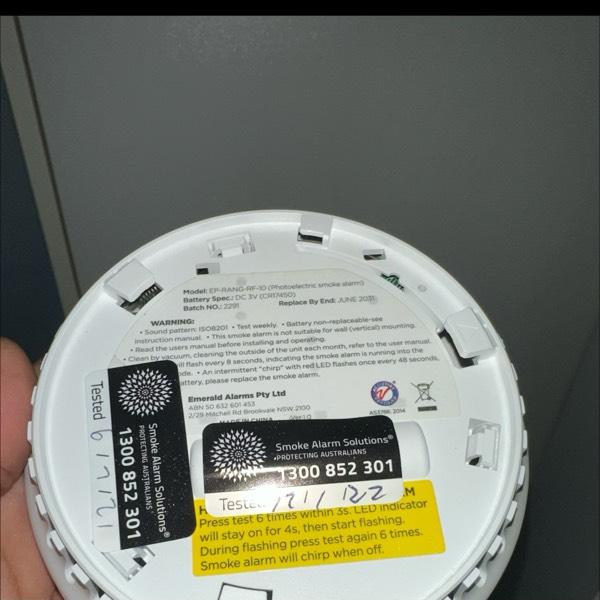 Model: EP-RANG-RF-10 (Photoelectric smoke alarm)
Battery Spec.: DC 3V (CR17450)
Batch NO.: 2291 Replace By End: JUNE 2031
WARNING:
• Sound pattern: ISO8201 • Test weekly. • Battery non-replaceable-see
instruction manual. • This smoke alarm is not suitable for wall (vertical) mounting.
• Read the users manual before installing and operating.
• Clean by vacuum, cleaning the outside of the unit each month, refer to the user manual.
will flash every 8 seconds, indicating the smoke alarm is running into the
• An intermittent "chirp" with red LED flashes once every 48 seconds,
please replace the smoke alarm.
Emerald Alarms Pty Ltd
ABN 50 632 601 453
2/29 Mitchell Rd Brookvale NSW 2100
MADE IN CHINA
AS3786: 2014
Smoke Alarm Solutions®
PROTECTING AUSTRALIANS
1300 852 301
Tested 6/7/21
Smoke Alarm Solutions®
PROTECTING AUSTRALIANS
1300 852 301
Press test 6 times within 3s. LED indicator
will stay on for 4s, then start flashing.
During flashing press test again 6 times.
Smoke alarm will chirp when off.